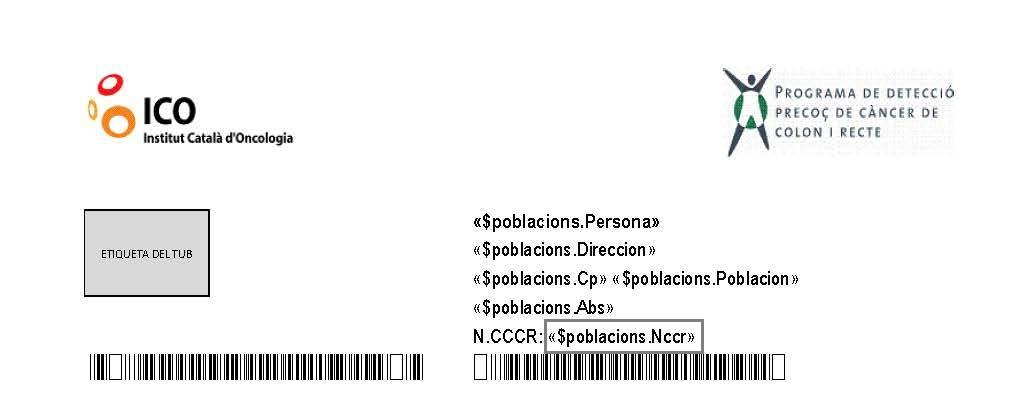 ICO
Institut Català d'Oncologia
PROGRAMA DE DETECCIÓ
PRECOÇ DE CÀNCER DE
COLON I RECTE
ETIQUETA DEL TUB
«$poblacions.Persona»
«$poblacions.Direccion»
«$poblacions.Cp» «$poblacions.Poblacion»
«$poblacions.Abs»
N.CCCR: «$poblacions.Nccr»